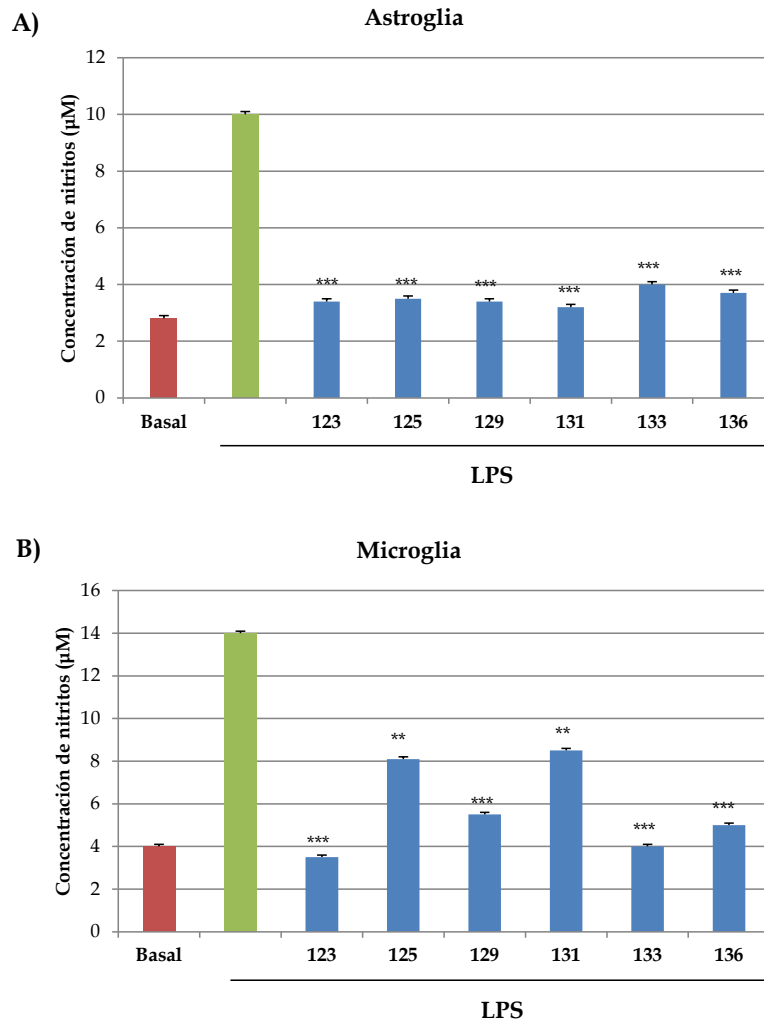 A)
Astroglia
Concentración de nitritos (µM)
12
10
8
6
4
2
0
*** *** *** *** *** ***
Basal 123 125 129 131 133 136
LPS
B)
Microglia
Concentración de nitritos (µM)
16
14
12
10
8
6
4
2
0
*** ** *** ** *** ***
Basal 123 125 129 131 133 136
LPS